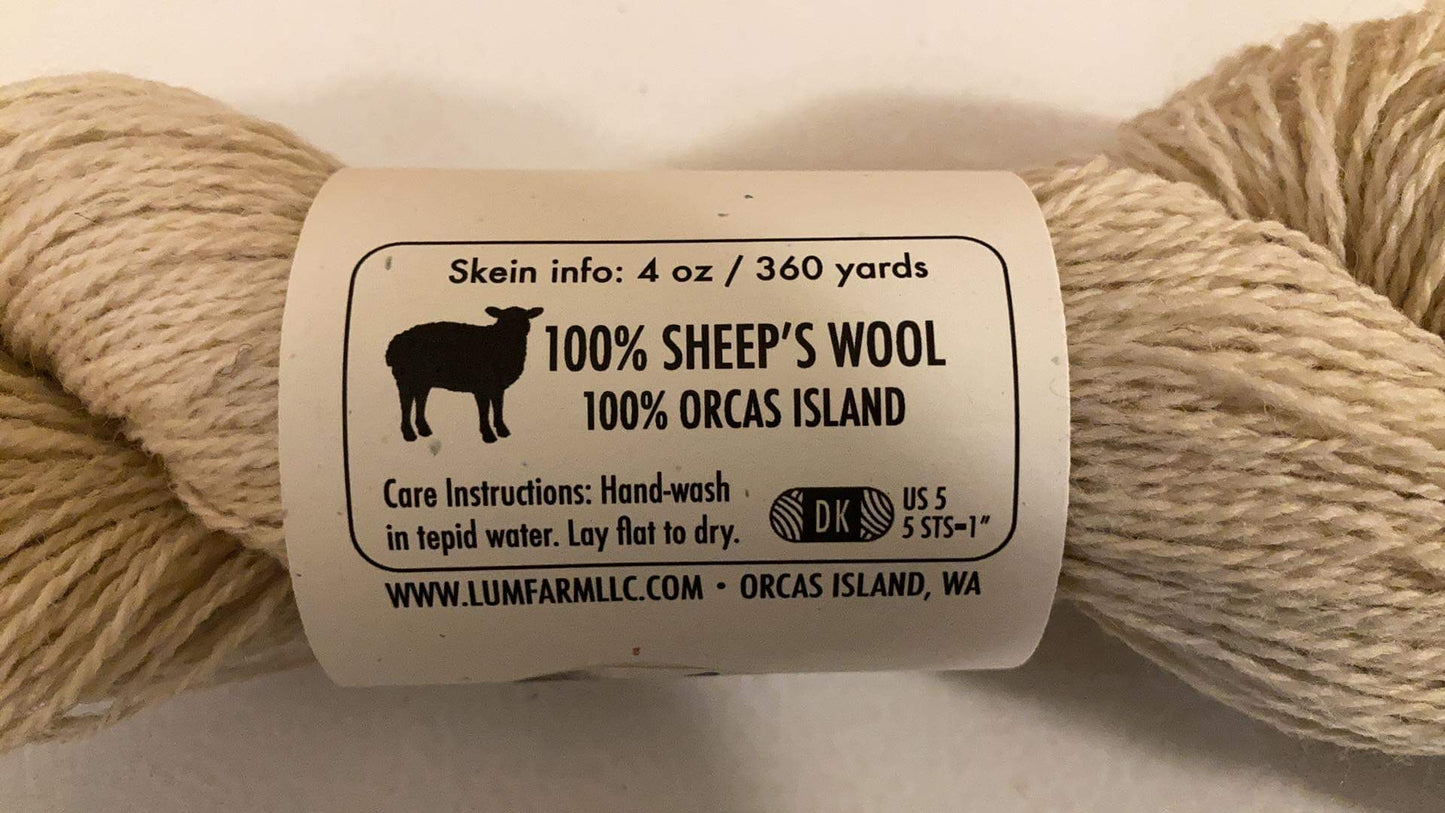 Skein info: 4 oz / 360 yards
100% SHEEP'S WOOL
100% ORCAS ISLAND
Care Instructions: Hand-wash
in tepid water. Lay flat to dry.
DK
US 5
5 STS=1"
WWW.LUMFARMLLC.COM • ORCAS ISLAND, WA